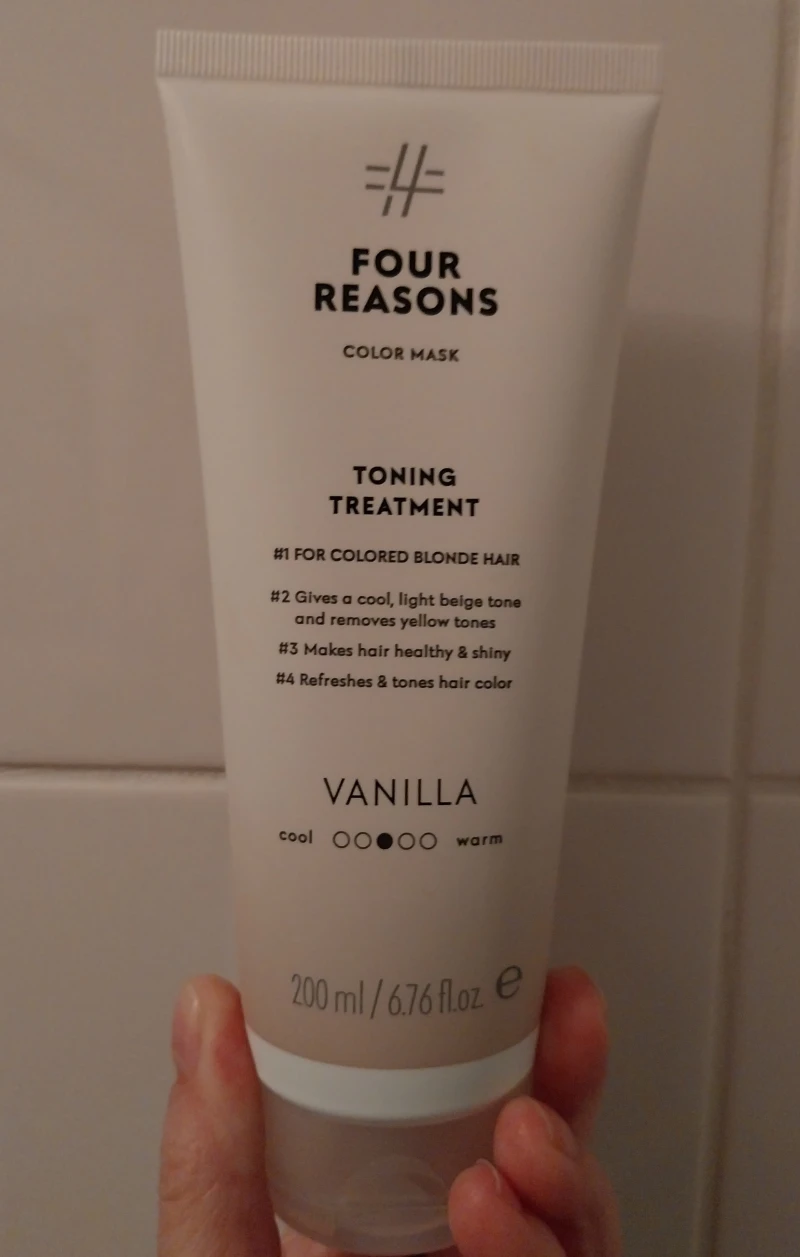 4
FOUR
REASONS
COLOR MASK
TONING
TREATMENT
#1 FOR COLORED BLONDE HAIR
#2 Gives a cool, light beige tone
and removes yellow tones
#3 Makes hair healthy & shiny
#4 Refreshes & tones hair color
VANILLA
cool warm
200 ml / 6.76 fl.oz. e